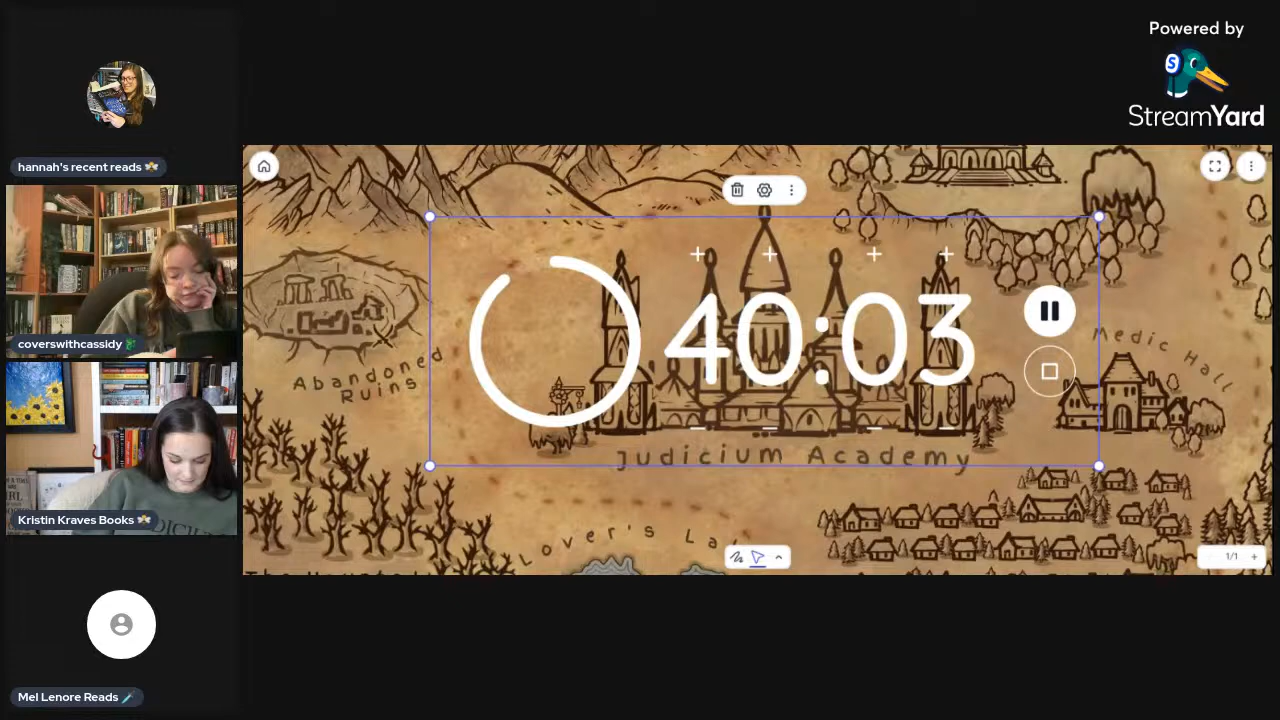 Powered by
S
StreamYard
hannah's recent reads
coverswithcassidy
Kristin Kraves Books
Mel Lenore Reads
40:03
Abandoned
Ruins
Medic Hall
Judicium Academy
Lover's
1/1